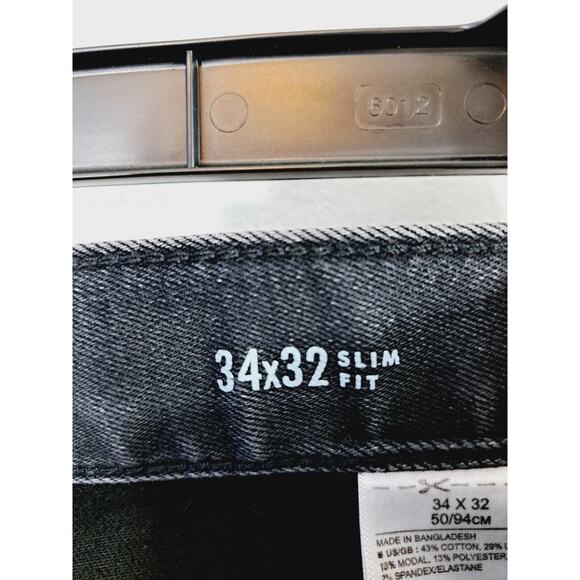 6012
34x32 SLIM
FIT
34 X 32
50/94CM
MADE IN BANGLADESH
US/GB : 43% COTTON, 29%
13% MODAL, 13% POLYESTER,
2% SPANDEX/ELASTANE